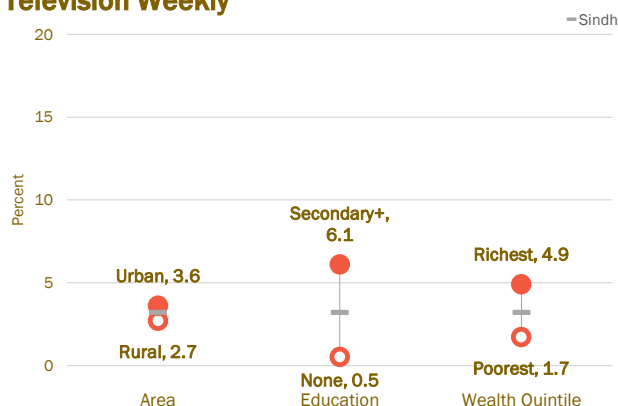 Television Weekly
Sindh
20
15
10
5
0
Percent
Urban, 3.6
Rural, 2.7
Secondary+,
6.1
None, 0.5
Richest, 4.9
Poorest, 1.7
Area
Education
Wealth Quintile